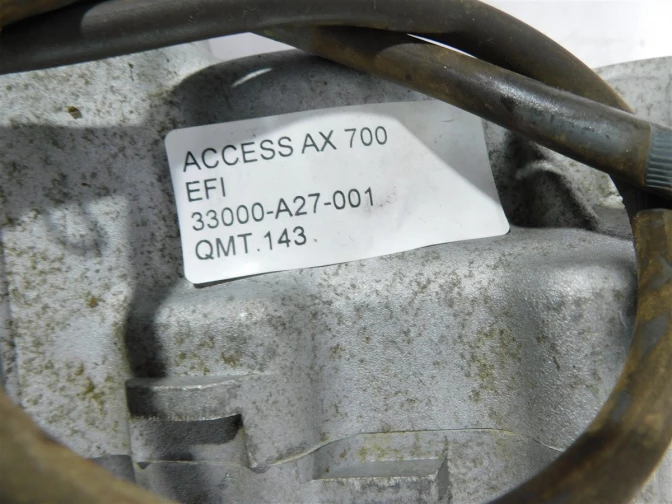 ACCESS AX 700
EFI
33000-A27-001
QMT.143